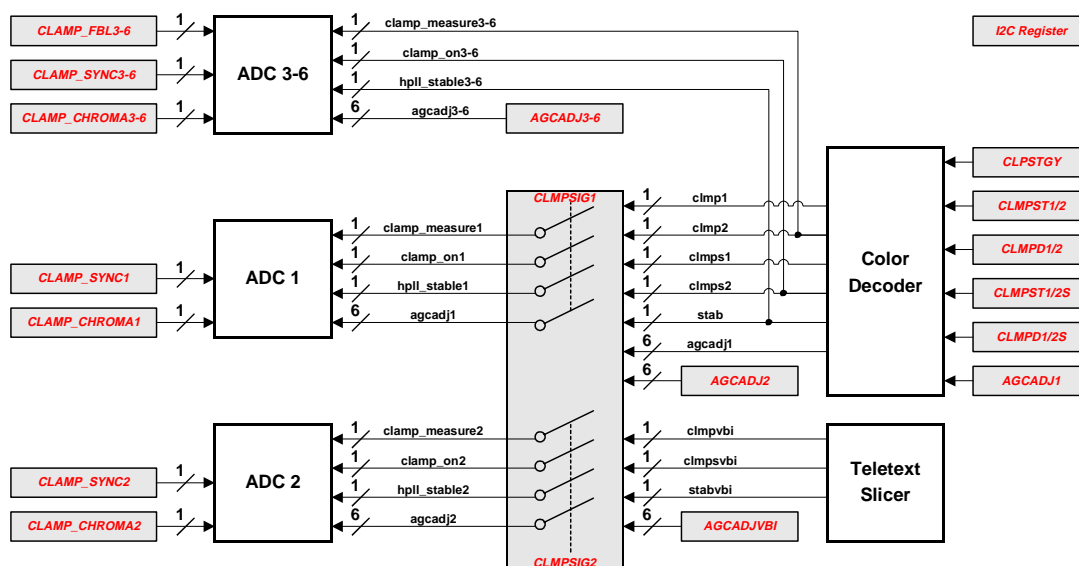 CLAMP_FBL3-6
1
1
clamp_measure3-6
I2C Register
CLAMP_SYNC3-6
1
ADC 3-6
1
clamp_on3-6
1
hpll_stable3-6
CLAMP_CHROMA3-6
1
6
agcadj3-6
AGCADJ3-6
CLPSTGY
CLMPSIG1
1
clmp1
CLMPST1/2
1
clamp_measure1
1
clmp2
CLMPD1/2
CLAMP_SYNC1
1
ADC 1
1
clamp_on1
1
clmps1
Color
Decoder
1
hpll_stable1
1
clmps2
CLMPST1/2S
CLAMP_CHROMA1
1
6
agcadj1
1
stab
CLMPD1/2S
6
agcadj1
6
AGCADJ2
AGCADJ1
1
clamp_measure2
1
clmpvbi
CLAMP_SYNC2
1
ADC 2
1
clamp_on2
1
clmpsvbi
Teletext
Slicer
1
hpll_stable2
1
stabvbi
CLAMP_CHROMA2
1
6
agcadj2
6
AGCADJVBI
CLMPSIG2